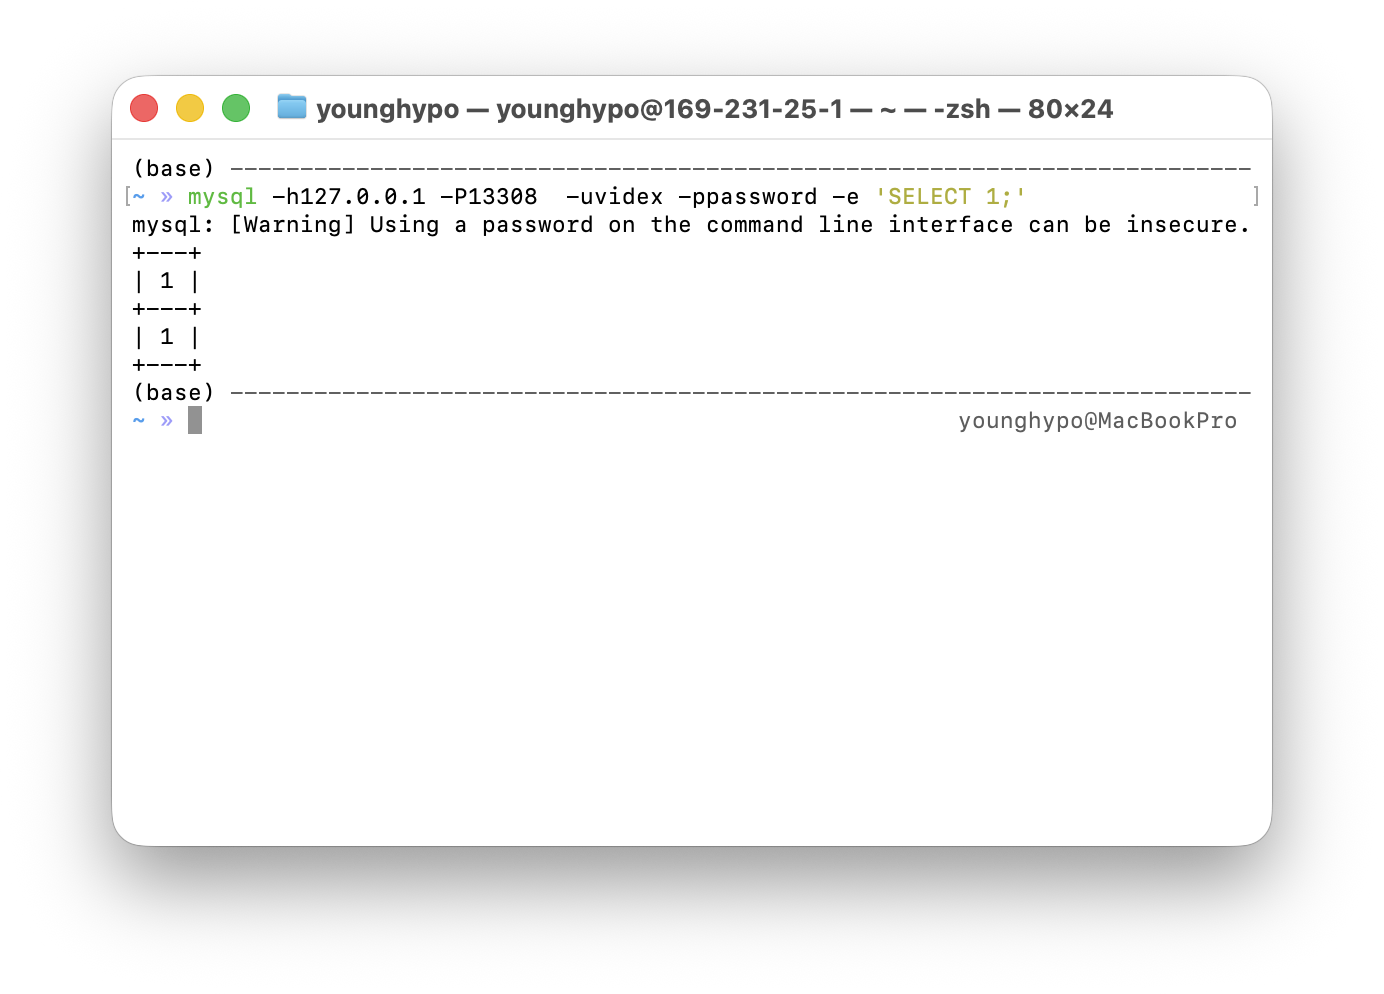 younghypo — younghypo@169-231-25-1 — ~ — -zsh — 80×24
(base) -------------------------------------------------------------------------
[~ » mysql -h127.0.0.1 -P13308  -uvidex -ppassword -e 'SELECT 1;' ]
mysql: [Warning] Using a password on the command line interface can be insecure.
+---+
| 1 |
+---+
| 1 |
+---+
(base) -------------------------------------------------------------------------
~ » younghypo@MacBookPro